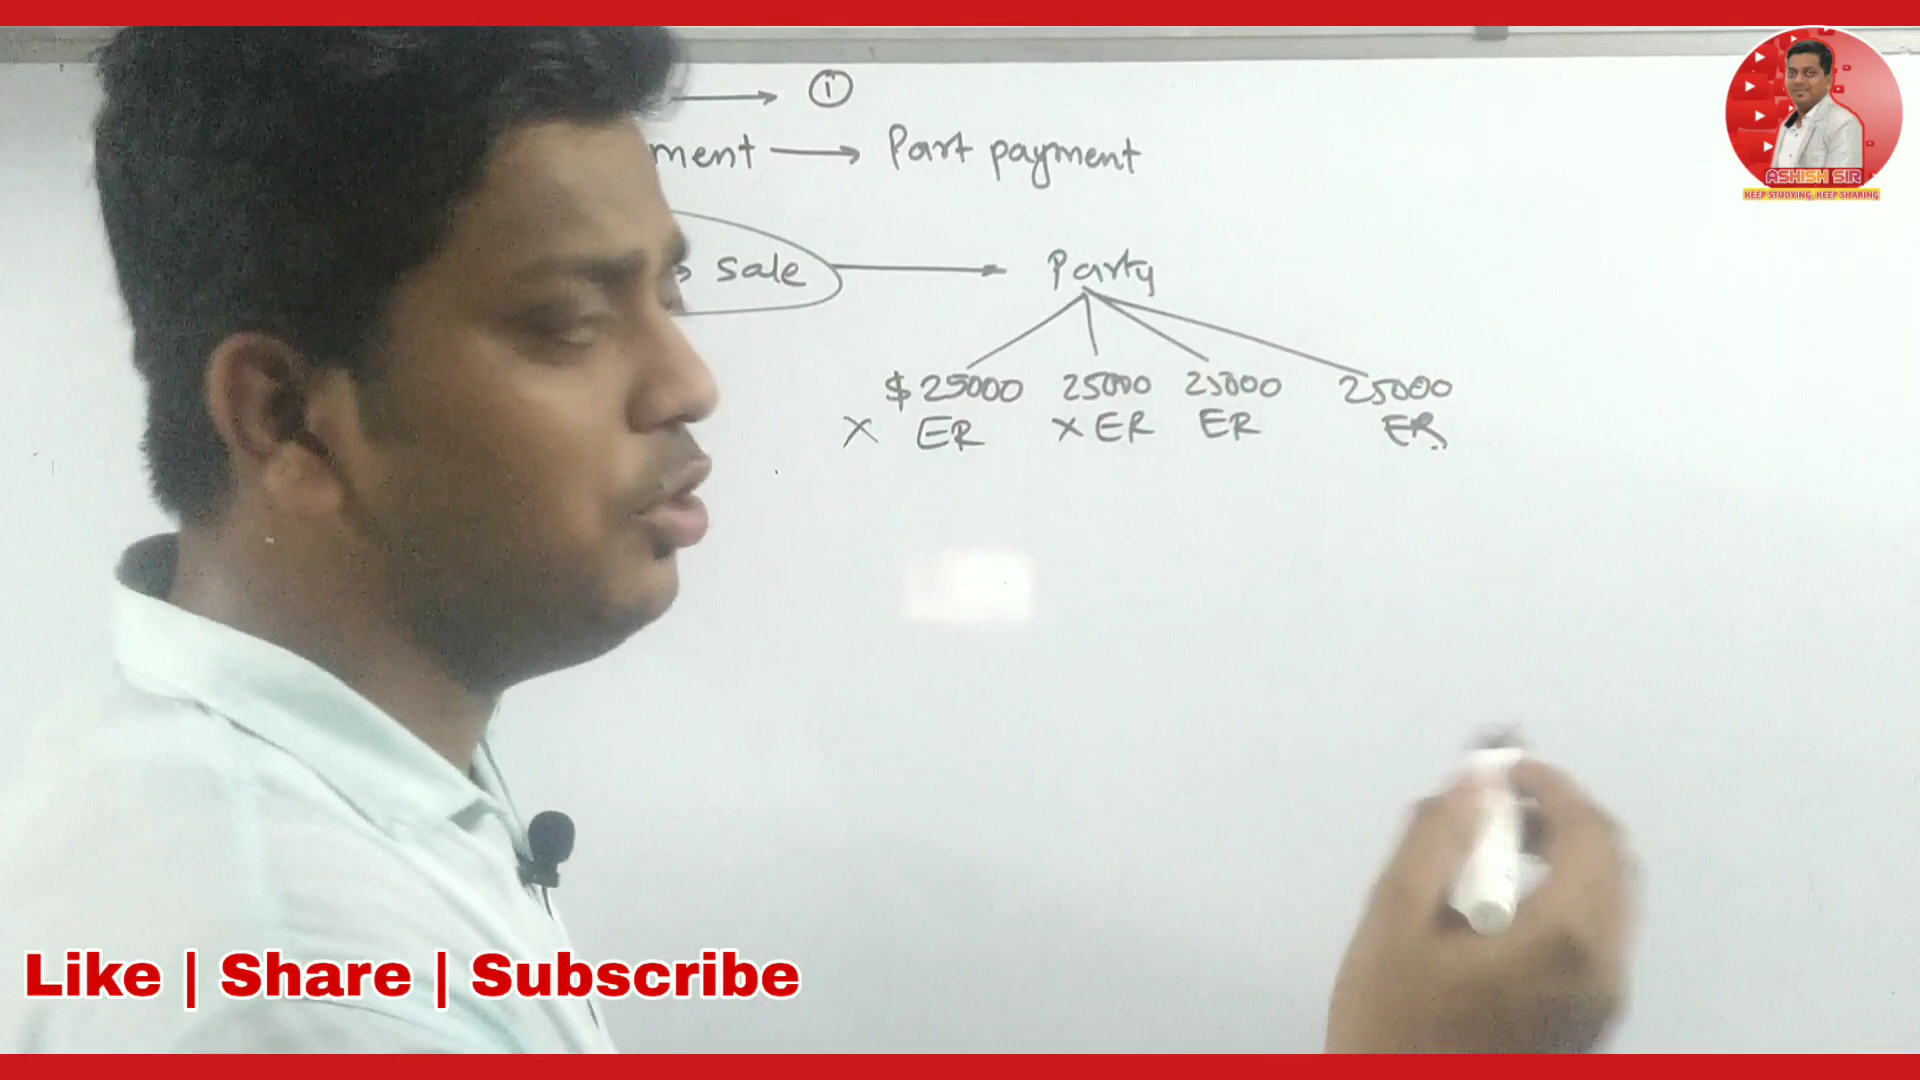 → ①
ment → Part payment
sale → Party
$ 25000 25000 25000 25000
X ER X ER ER ER
ASHISH SIR
KEEP STUDYING, KEEP SHARING
Like | Share | Subscribe